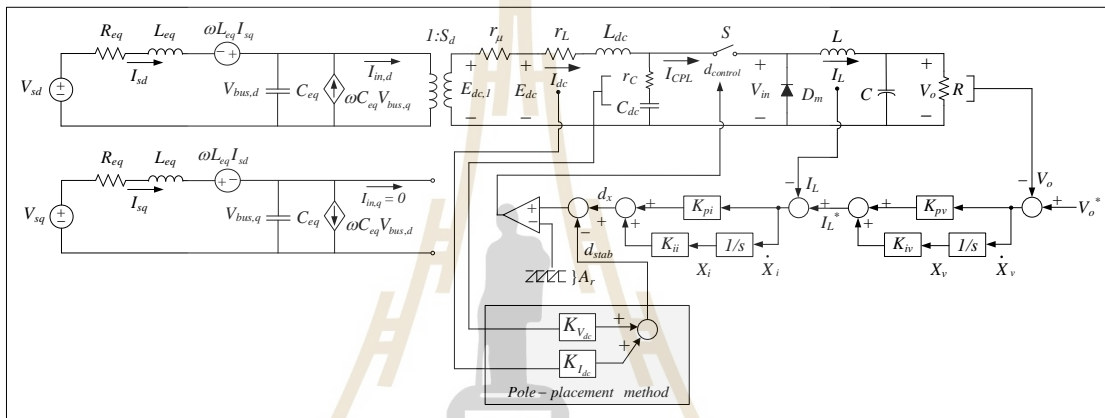 R_eq L_eq ωL_eq I_sq
V_sd I_sd V_bus,d C_eq ωC_eq V_bus,q I_in,d
1:S_d
E_dc,1 r_μ E_dc r_L I_dc L_dc
r_C C_dc I_CPL
S d_control
V_in D_m L I_L C V_o R
R_eq L_eq ωL_eq I_sd
V_sq I_sq V_bus,q C_eq ωC_eq V_bus,d I_in,q = 0
d_x K_pi I_L I_L* K_pv V_o V_o*
K_ii 1/s X_i Ẋ_i
K_iv 1/s X_v Ẋ_v
d_stab
}A_r
K_V_dc
K_I_dc
Pole-placement method